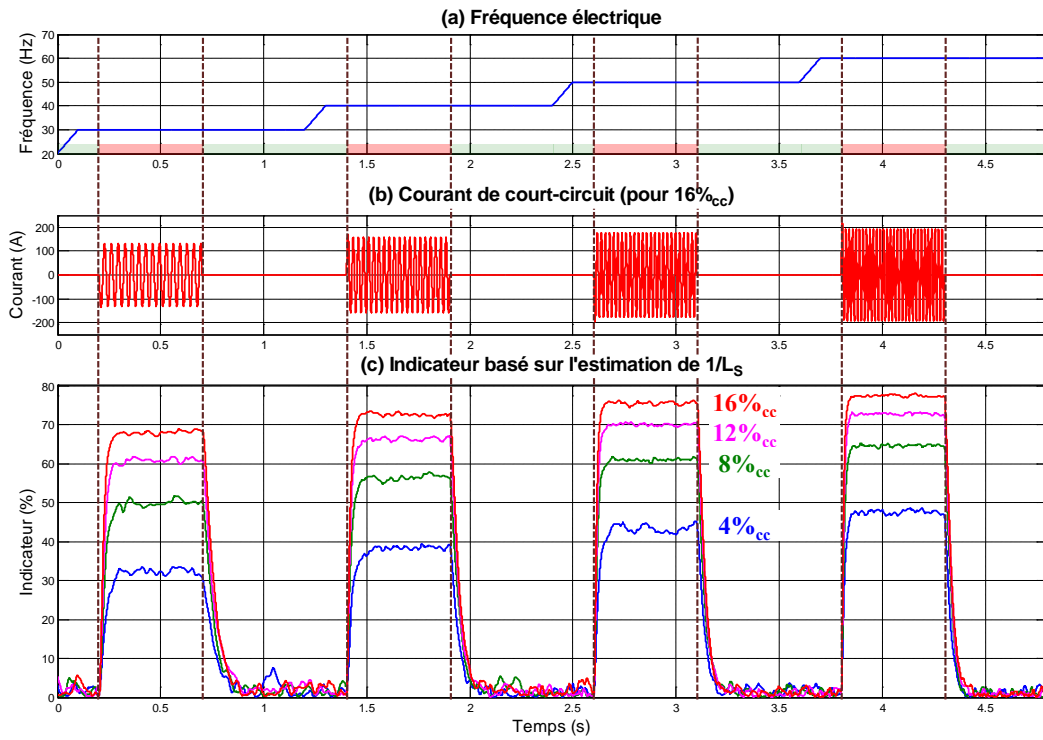 (a) Fréquence électrique
Fréquence (Hz)
70
60
50
40
30
20
0 0.5 1 1.5 2 2.5 3 3.5 4 4.5
(b) Courant de court-circuit (pour 16%cc)
Courant (A)
200
100
0
-100
-200
0 0.5 1 1.5 2 2.5 3 3.5 4 4.5
(c) Indicateur basé sur l'estimation de 1/LS
Indicateur (%)
80
70
60
50
40
30
20
10
0
16%cc
12%cc
8%cc
4%cc
0 0.5 1 1.5 2 2.5 3 3.5 4 4.5
Temps (s)